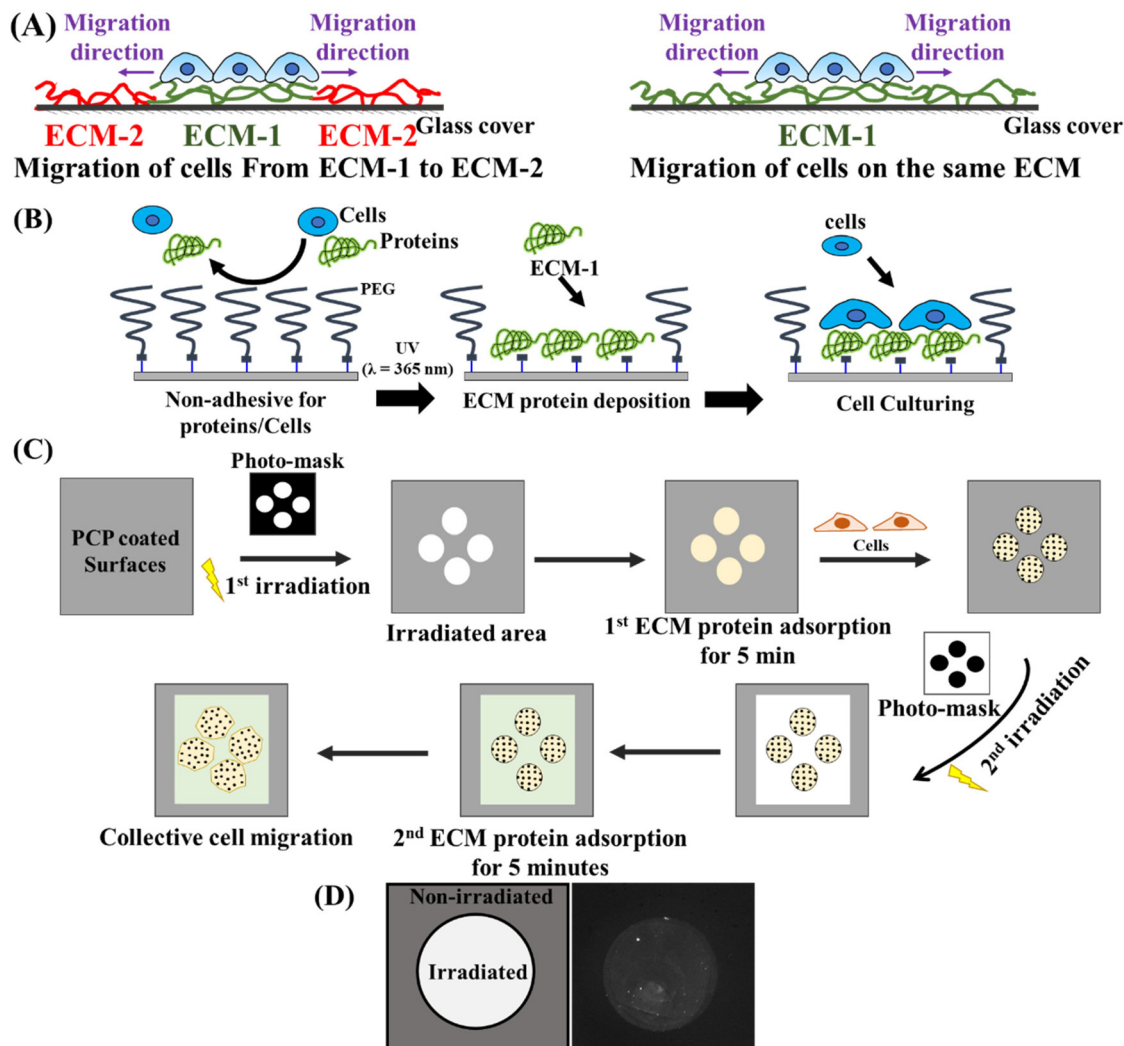 (A)
Migration direction
Migration direction
ECM-2
ECM-1
ECM-2
Glass cover
Migration of cells From ECM-1 to ECM-2
Migration direction
Migration direction
ECM-1
Glass cover
Migration of cells on the same ECM
(B)
Cells
Proteins
PEG
Non-adhesive for
proteins/Cells
UV
(λ = 365 nm)
ECM-1
ECM protein deposition
cells
Cell Culturing
(C)
PCP coated
Surfaces
Photo-mask
1st irradiation
Irradiated area
1st ECM protein adsorption
for 5 min
Cells
Photo-mask
2nd irradiation
2nd ECM protein adsorption
for 5 minutes
Collective cell migration
(D)
Non-irradiated
Irradiated